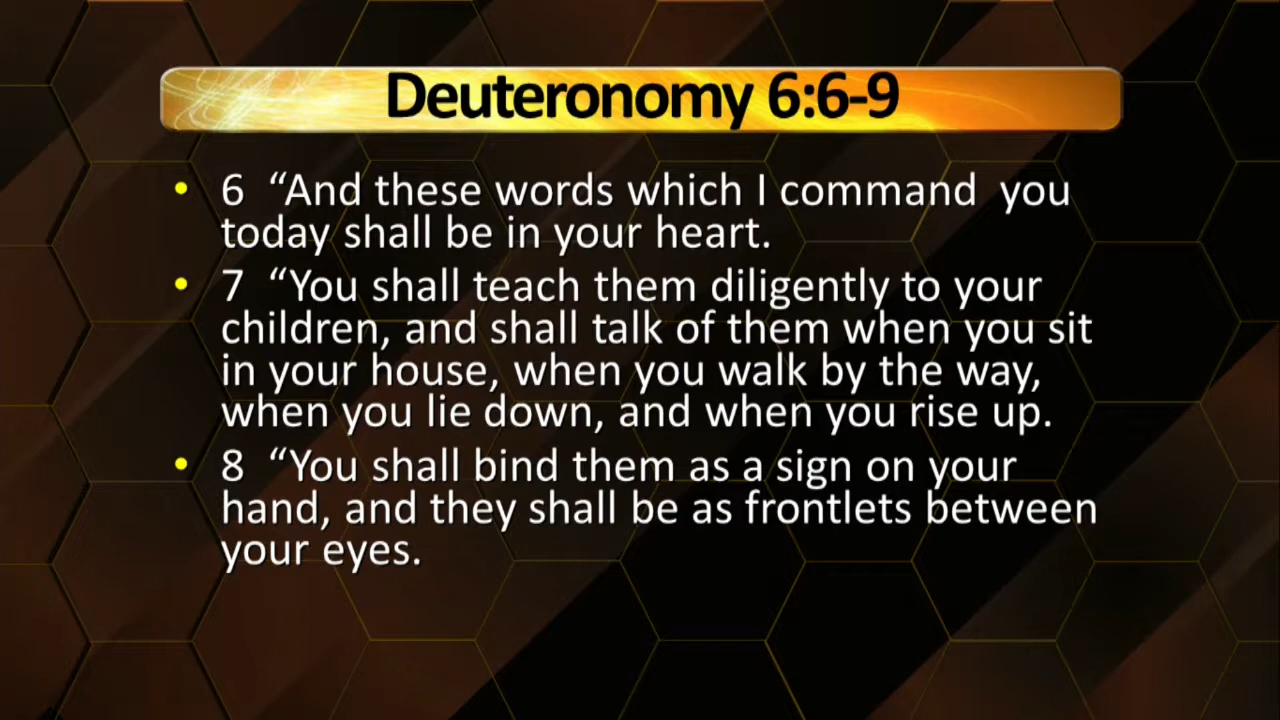 Deuteronomy 6:6-9
• 6 “And these words which I command  you
today shall be in your heart.
• 7 “You shall teach them diligently to your
children, and shall talk of them when you sit
in your house, when you walk by the way,
when you lie down, and when you rise up.
• 8 “You shall bind them as a sign on your
hand, and they shall be as frontlets between
your eyes.